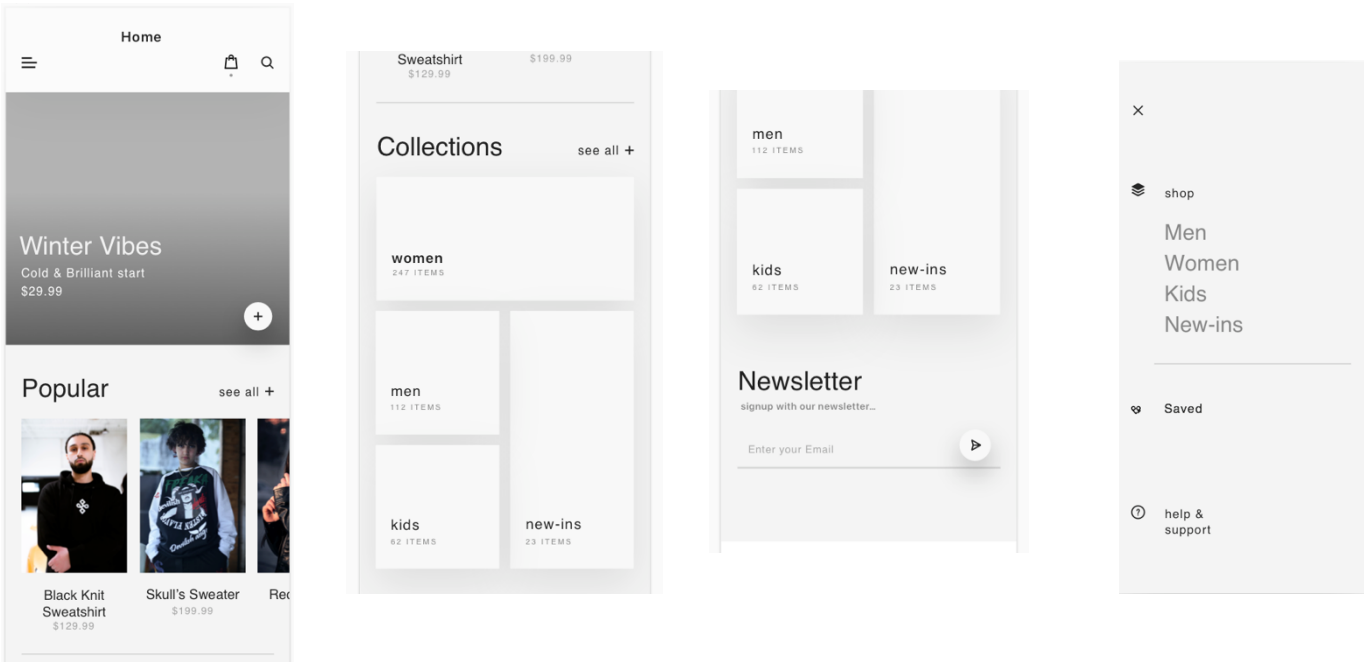 Home
Winter Vibes
Cold & Brilliant start
$29.99
Popular
see all +
Black Knit
Sweatshirt
$129.99
Skull's Sweater
$199.99
Sweatshirt
$129.99
$199.99
Collections
see all +
women
247 ITEMS
men
112 ITEMS
kids
62 ITEMS
new-ins
23 ITEMS
men
112 ITEMS
kids
62 ITEMS
new-ins
23 ITEMS
Newsletter
signup with our newsletter...
Enter your Email
shop
Men
Women
Kids
New-ins
Saved
help &
support